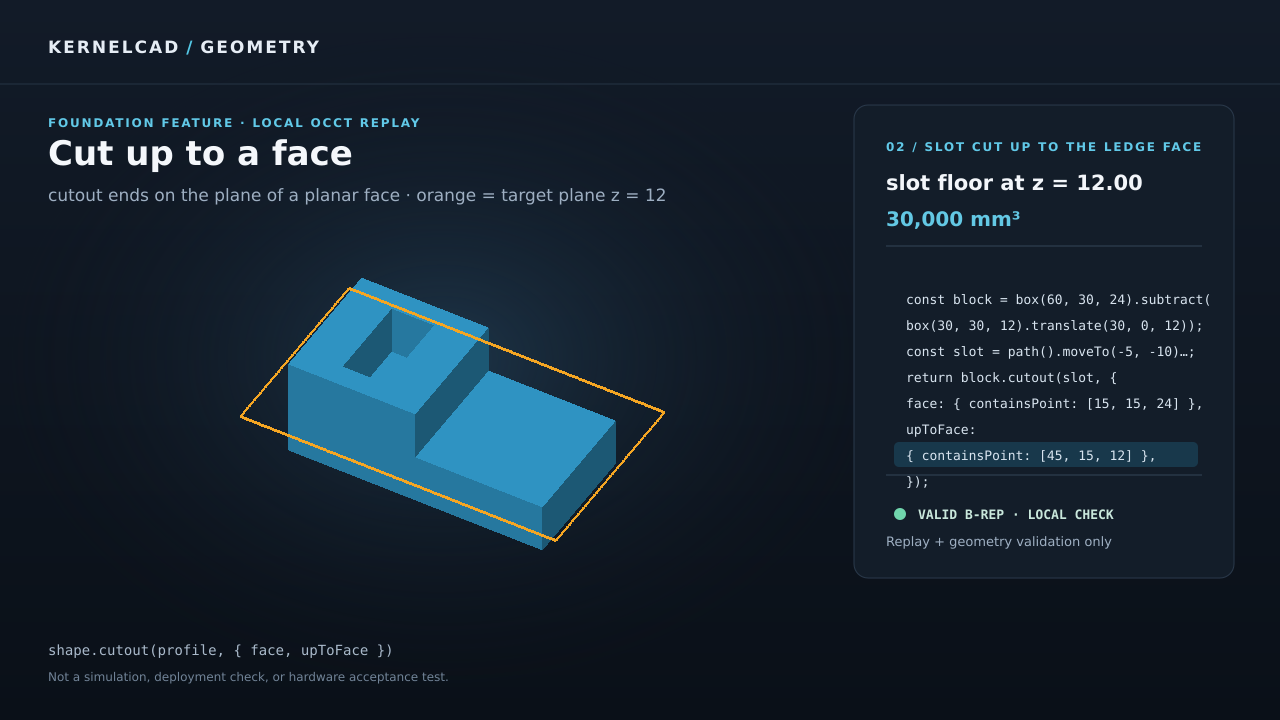 KERNELCAD / GEOMETRY
FOUNDATION FEATURE · LOCAL OCCT REPLAY
Cut up to a face
cutout ends on the plane of a planar face · orange = target plane z = 12
02 / SLOT CUT UP TO THE LEDGE FACE
slot floor at z = 12.00
30,000 mm³
const block = box(60, 30, 24).subtract(
box(30, 30, 12).translate(30, 0, 12));
const slot = path().moveTo(-5, -10)…;
return block.cutout(slot, {
face: { containsPoint: [15, 15, 24] },
upToFace:
{ containsPoint: [45, 15, 12] },
});
VALID B-REP · LOCAL CHECK
Replay + geometry validation only
shape.cutout(profile, { face, upToFace })
Not a simulation, deployment check, or hardware acceptance test.